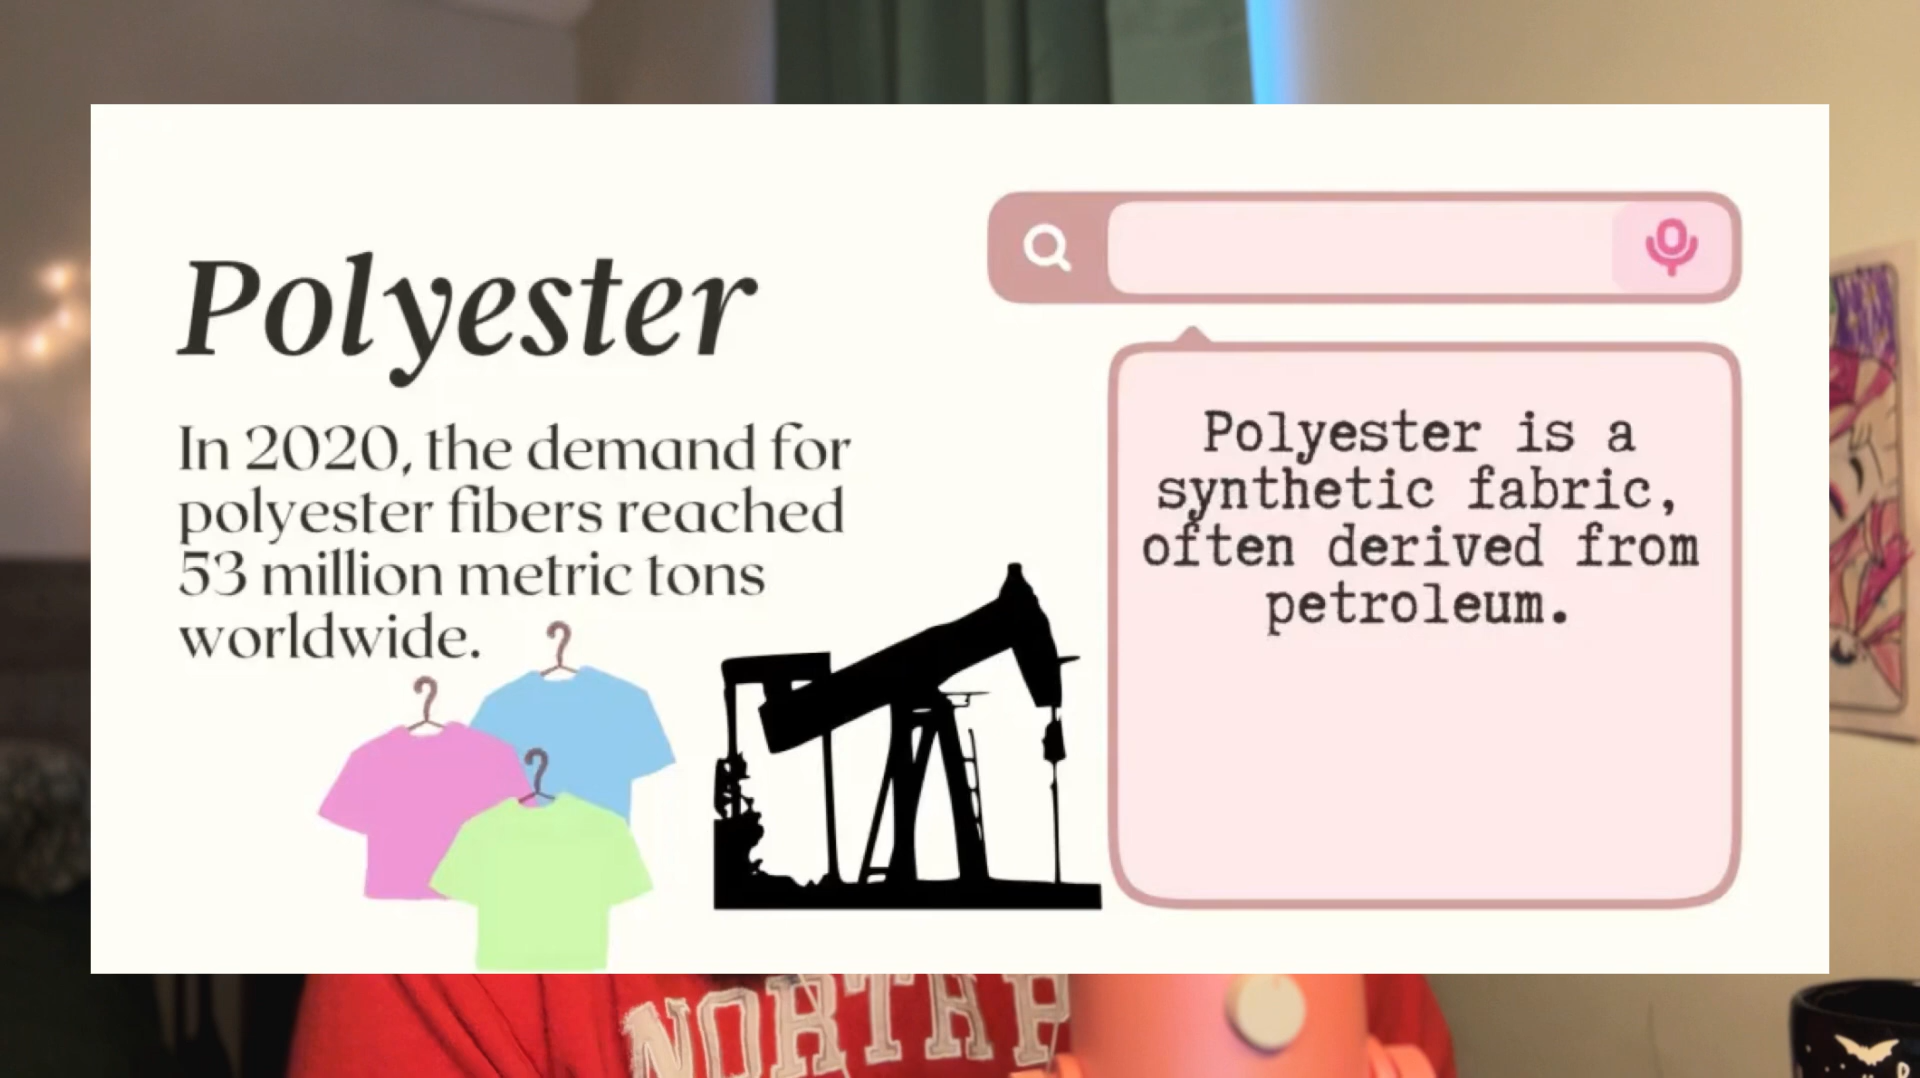 Polyester
In 2020, the demand for
polyester fibers reached
53 million metric tons
worldwide.
Polyester is a
synthetic fabric,
often derived from
petroleum.
NORTH